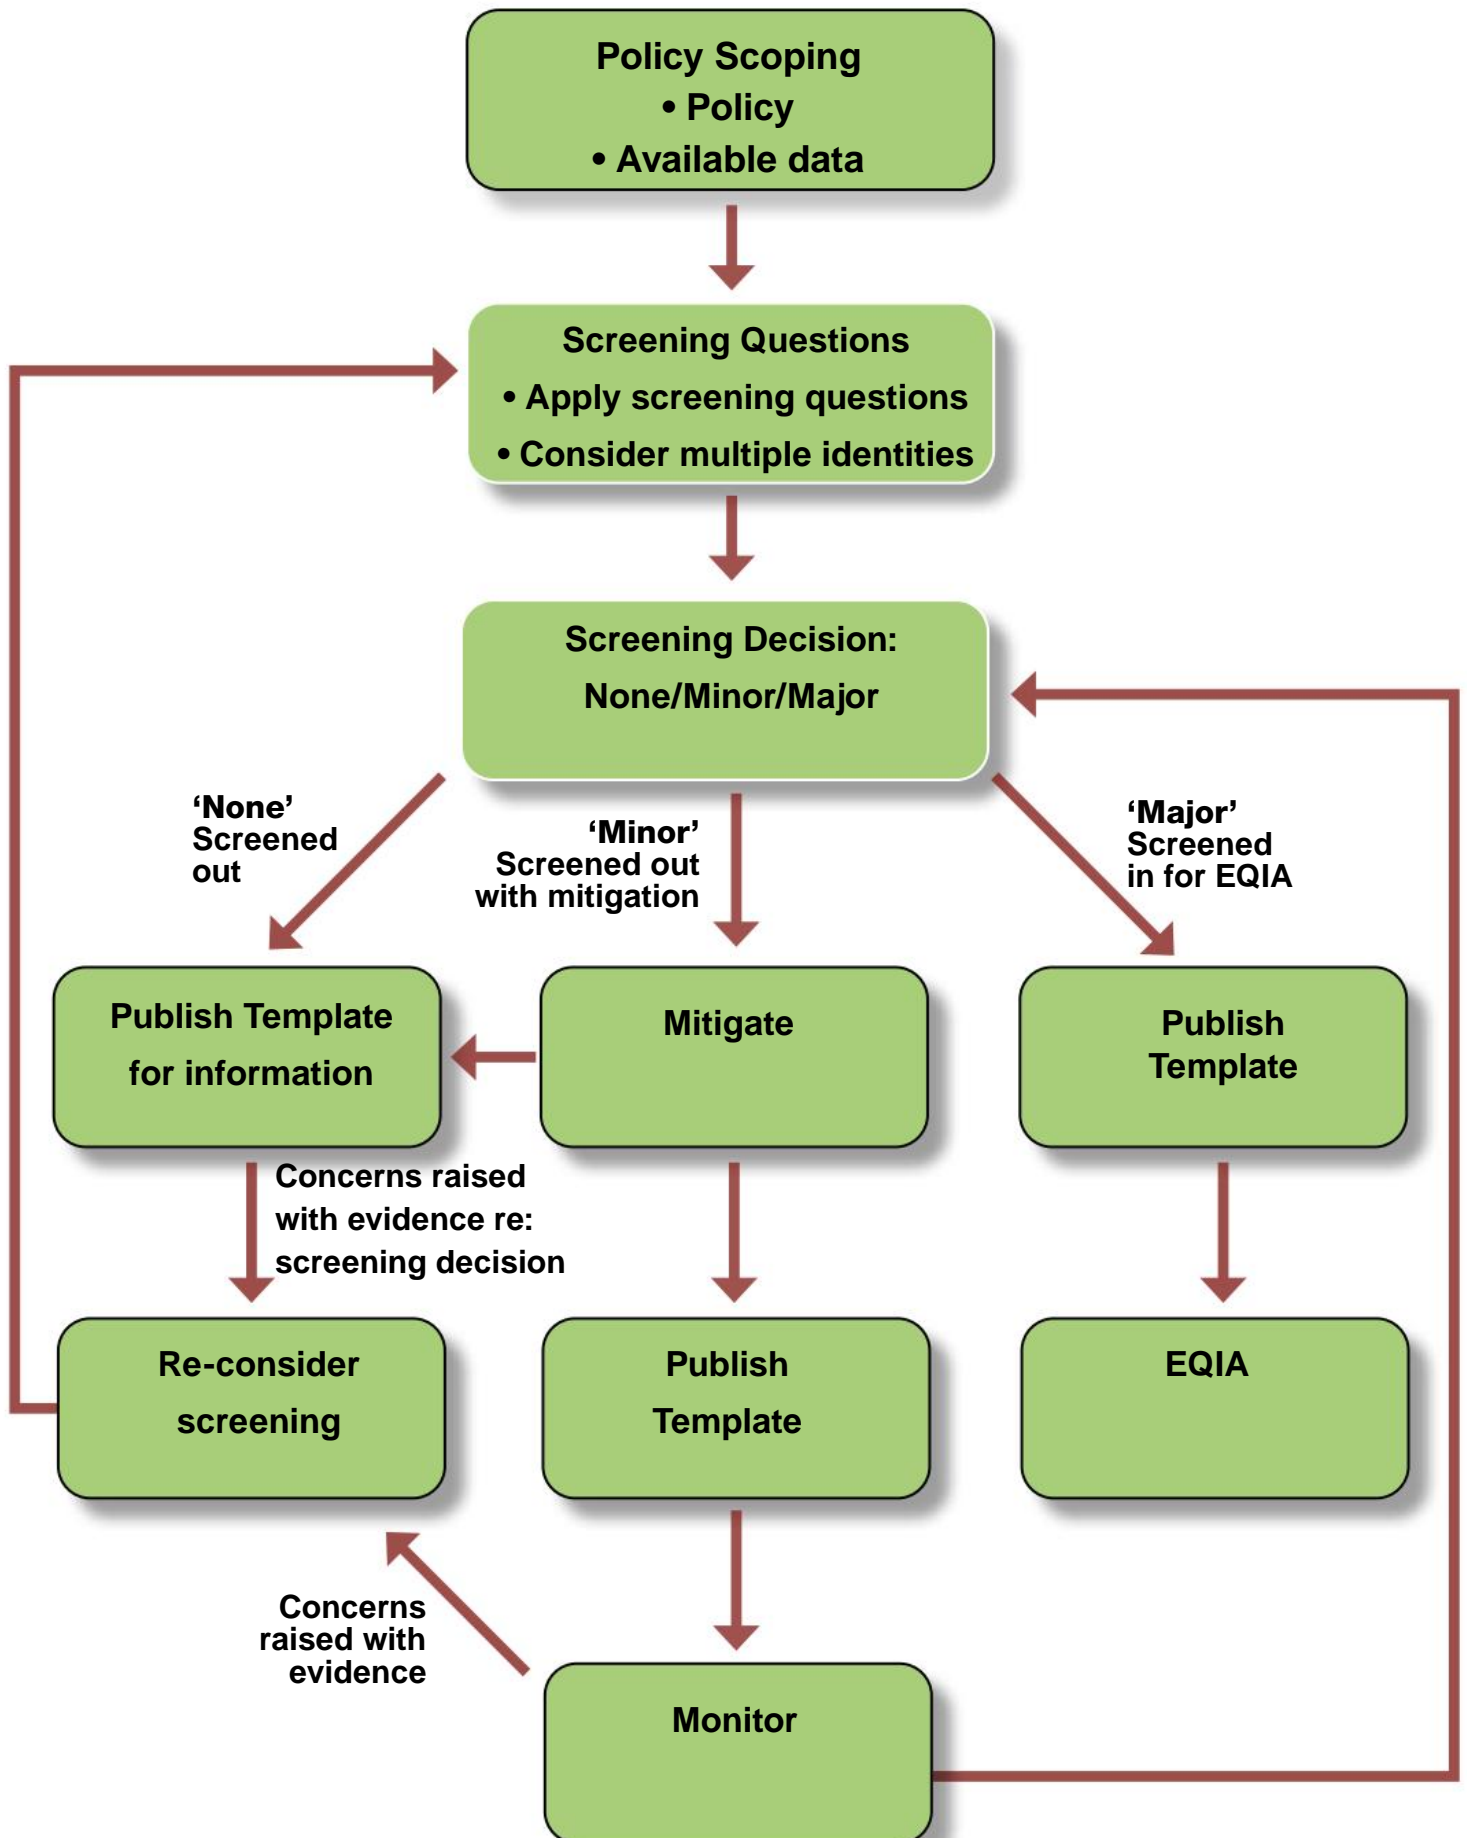 Policy Scoping
• Policy
• Available data
Screening Questions
• Apply screening questions
• Consider multiple identities
Screening Decision:
None/Minor/Major
‘None’
Screened
out
‘Minor’
Screened out
with mitigation
‘Major’
Screened
in for EQIA
Publish Template
for information
Mitigate
Publish
Template
Concerns raised
with evidence re:
screening decision
Re-consider
screening
Publish
Template
EQIA
Concerns
raised with
evidence
Monitor